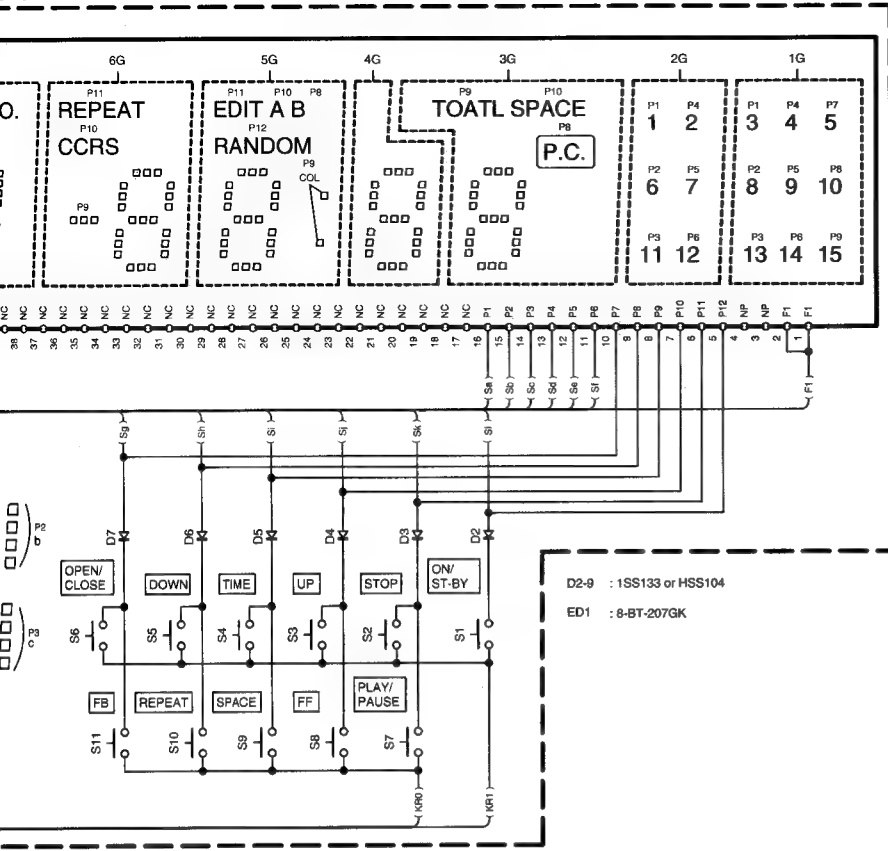 6G 5G 4G 3G 2G 1G
O. P11 P11 P10 P8 P9 P10 P1 P4 P1 P4 P7
REPEAT EDIT A B TOATL SPACE 1 2 3 4 5
P10 P12 P8
CCRS RANDOM P.C.
P9 COL P2 P5 P2 P5 P8
P9 6 7 8 9 10
P3 P6 P3 P6 P9
11 12 13 14 15
NC NC NC NC NC NC NC NC NC NC NC NC NC NC NC NC NC NC NC NC NC NC P1 P2 P3 P4 P5 P6 P7 P8 P9 P10 P11 P12 NP NP F1 F1
38 37 36 35 34 33 32 31 30 29 28 27 26 25 24 23 22 21 20 19 18 17 16 15 14 13 12 11 10 9 8 7 6 5 4 3 2 1
Sa Sb Sc Sd Se Sf F1
Sg Sh Si Sj Sk Sl
P2
b
D7 D6 D5 D4 D3 D2
OPEN/
CLOSE DOWN TIME UP STOP ON/
ST-BY
D2-9 : 1SS133 or HSS104
ED1 : 8-BT-207GK
P3
c
S6 S5 S4 S3 S2 S1
FB REPEAT SPACE FF PLAY/
PAUSE
S11 S10 S9 S8 S7
KR0 KR1